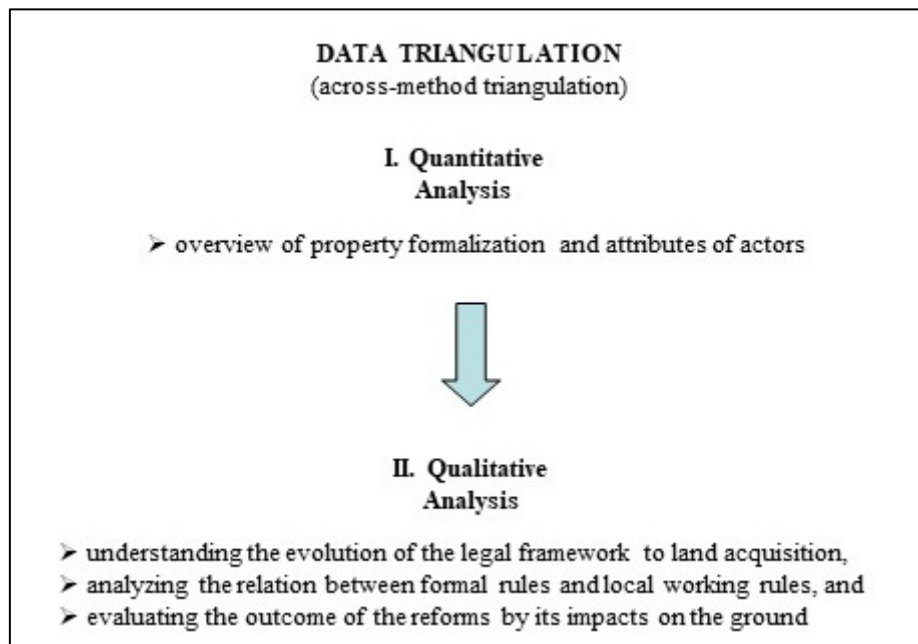 DATA TRIANGULATION
(across-method triangulation)
I. Quantitative
Analysis
➢ overview of property formalization and attributes of actors
II. Qualitative
Analysis
➢ understanding the evolution of the legal framework to land acquisition,
➢ analyzing the relation between formal rules and local working rules, and
➢ evaluating the outcome of the reforms by its impacts on the ground